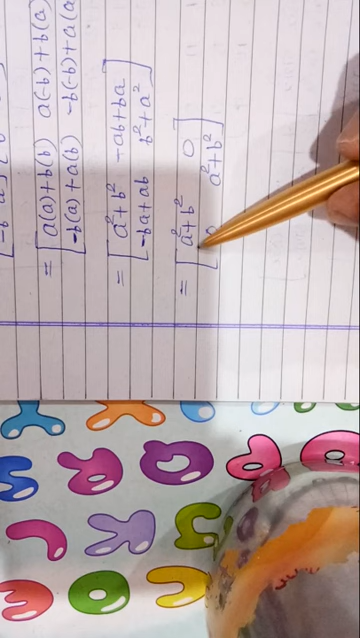 = [a(a)+b(b) a(-b)+b(a)
-b(a)+a(b) -b(-b)+a(a)
= [a²+b² -ab+ba]
[-ba+ab b²+a²]
= [a²+b² 0]
[0 a²+b²]